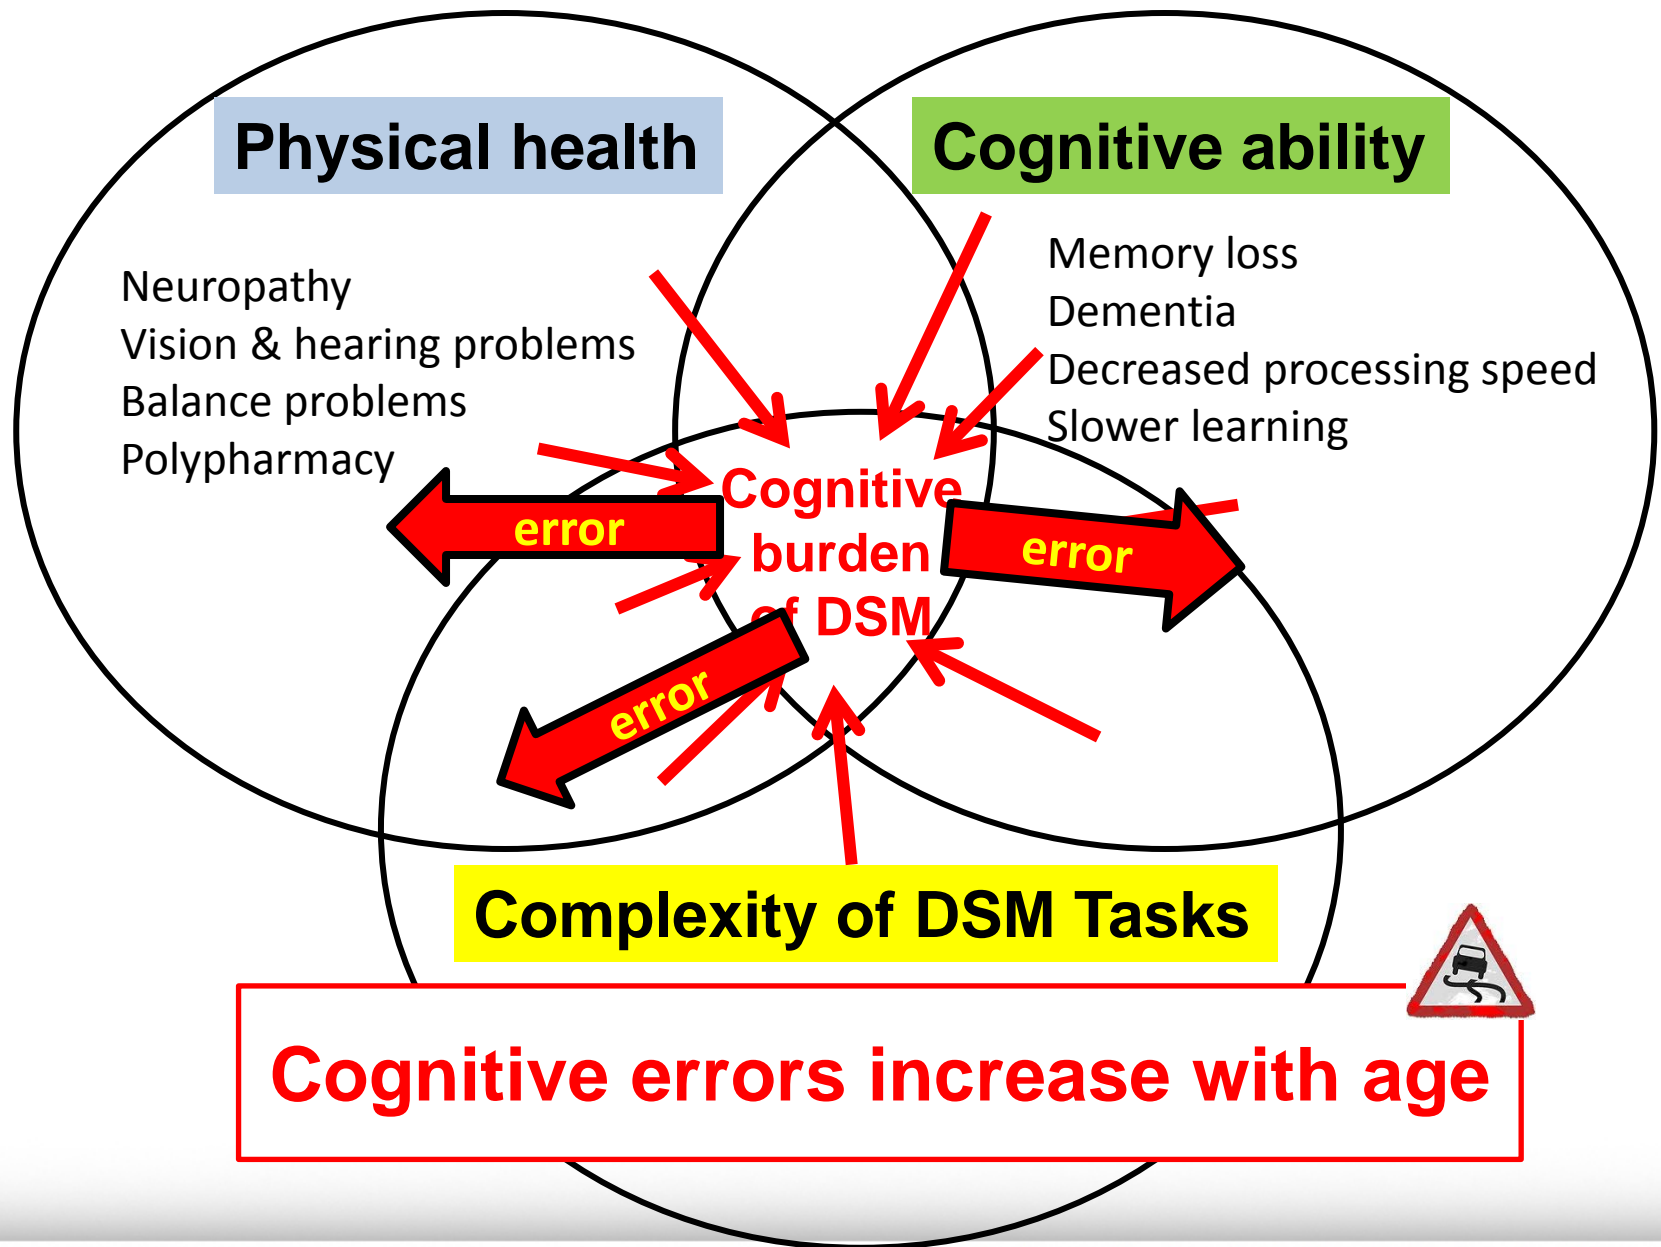 Physical health
Cognitive ability
Neuropathy
Vision & hearing problems
Balance problems
Polypharmacy
Memory loss
Dementia
Decreased processing speed
Slower learning
Cognitive
burden
of DSM
error
error
error
Complexity of DSM Tasks
Cognitive errors increase with age